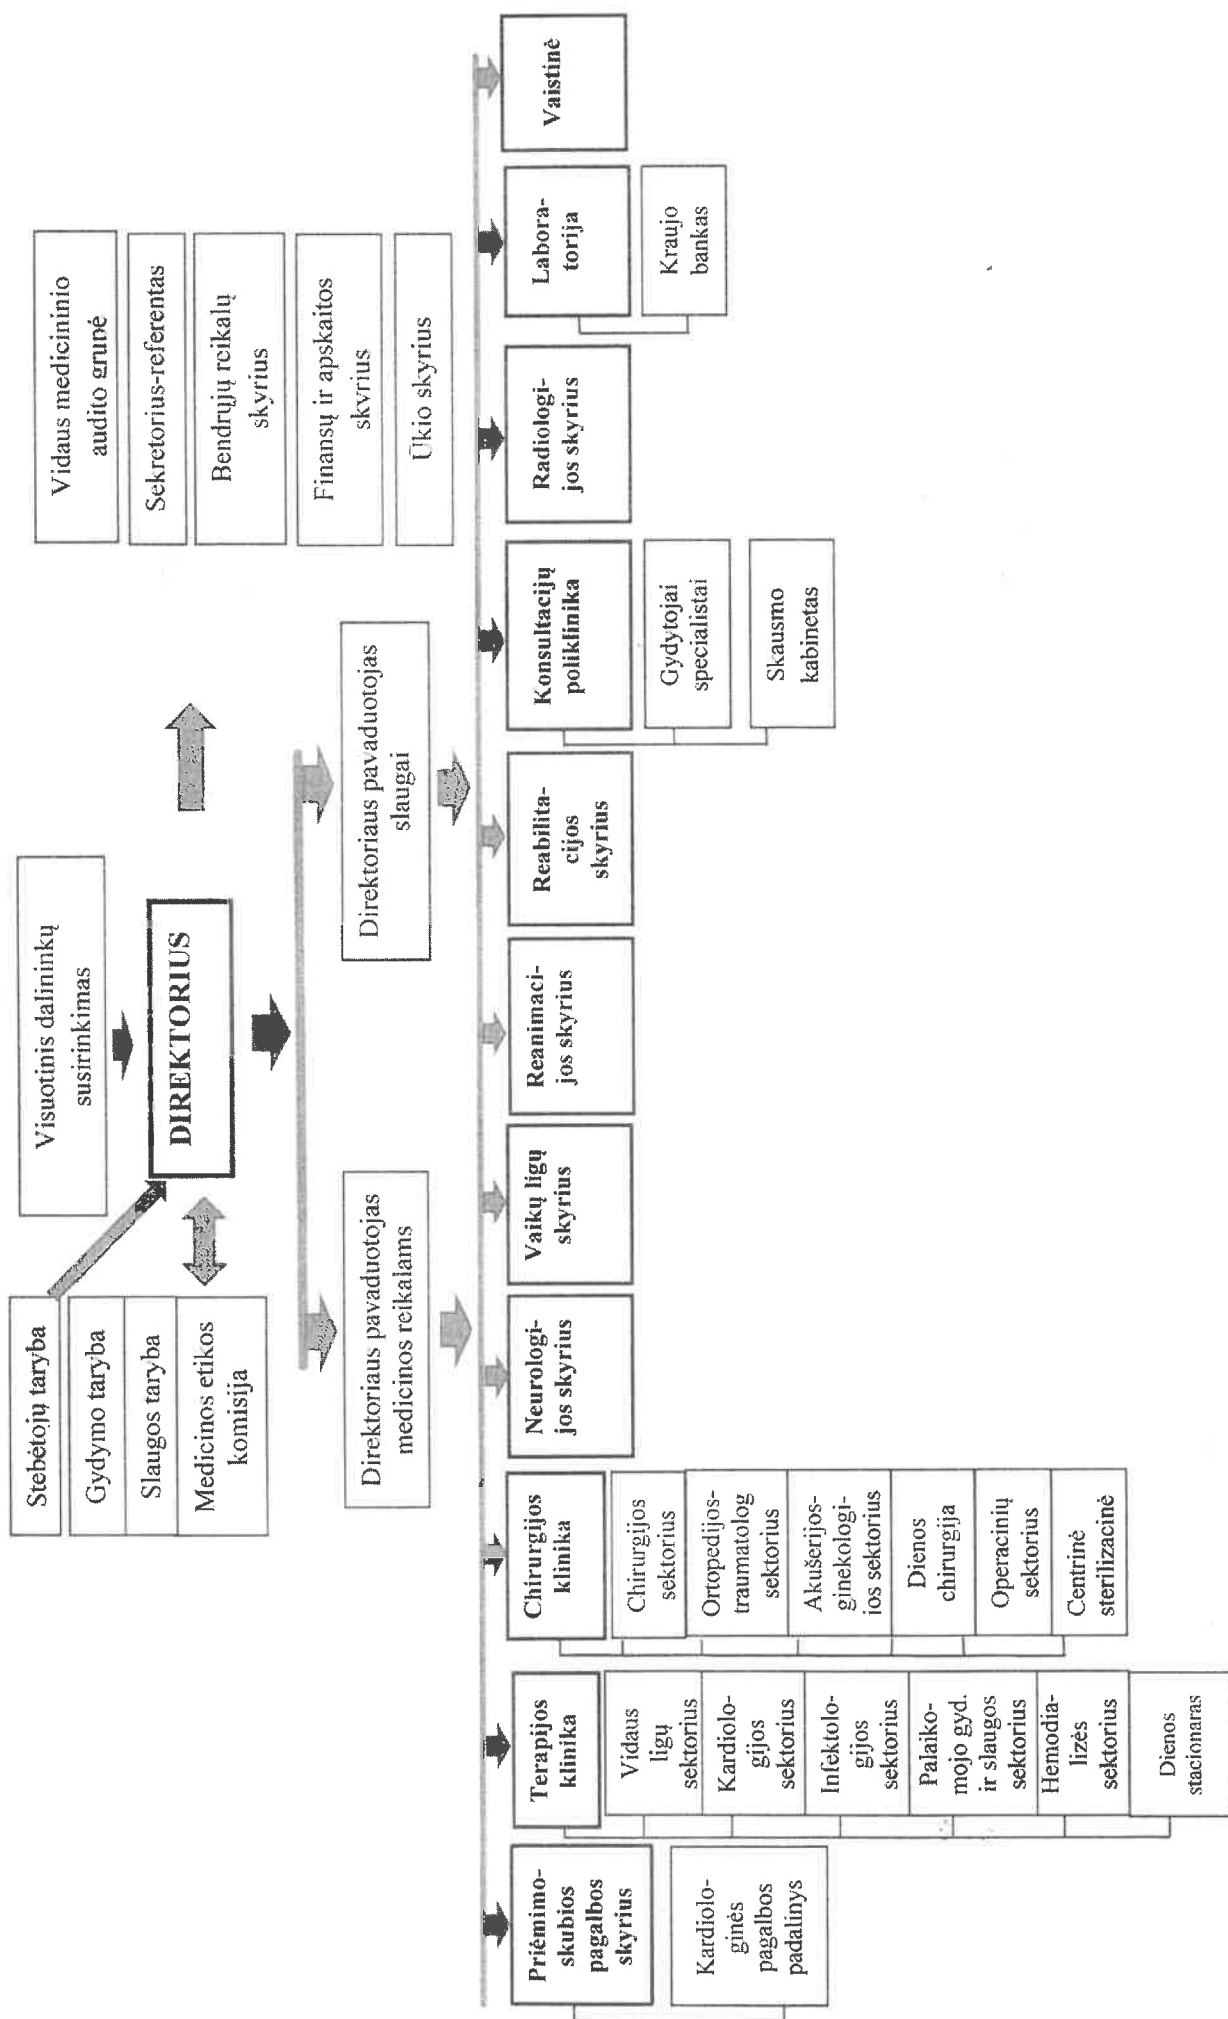 Stebėtojų taryba
Gydymo taryba
Slaugos taryba
Medicinos etikos
komisija
Visuotinis dalininkų
susirinkimas
DIREKTORIUS
Vidaus medicininio
audito grupė
Sekretorius-referentas
Bendrųjų reikalų
skyrius
Finansų ir apskaitos
skyrius
Ūkio skyrius
Direktoriaus pavaduotojas
medicinos reikalams
Direktoriaus pavaduotojas
slaugai
Priėmimo-
skubios
pagalbos
skyrius
Kardiolo-
ginės
pagalbos
padalinys
Terapijos
klinika
Vidaus
ligų
sektorius
Kardiolo-
gijos
sektorius
Infektolo-
gijos
sektorius
Palaiko-
mojo gyd.
ir slaugos
sektorius
Hemodia-
lizės
sektorius
Dienos
stacionaras
Chirurgijos
klinika
Chirurgijos
sektorius
Ortopedijos-
traumatolog
sektorius
Akušerijos-
ginekologi-
jos sektorius
Dienos
chirurgija
Operacinių
sektorius
Centrinė
sterilizacinė
Neurologi-
jos skyrius
Vaikų ligų
skyrius
Reanimaci-
jos skyrius
Reabilita-
cijos
skyrius
Konsultacijų
poliklinika
Gydytojai
specialistai
Skausmo
kabinetas
Radiologi-
jos skyrius
Labora-
torija
Kraujo
bankas
Vaistinė